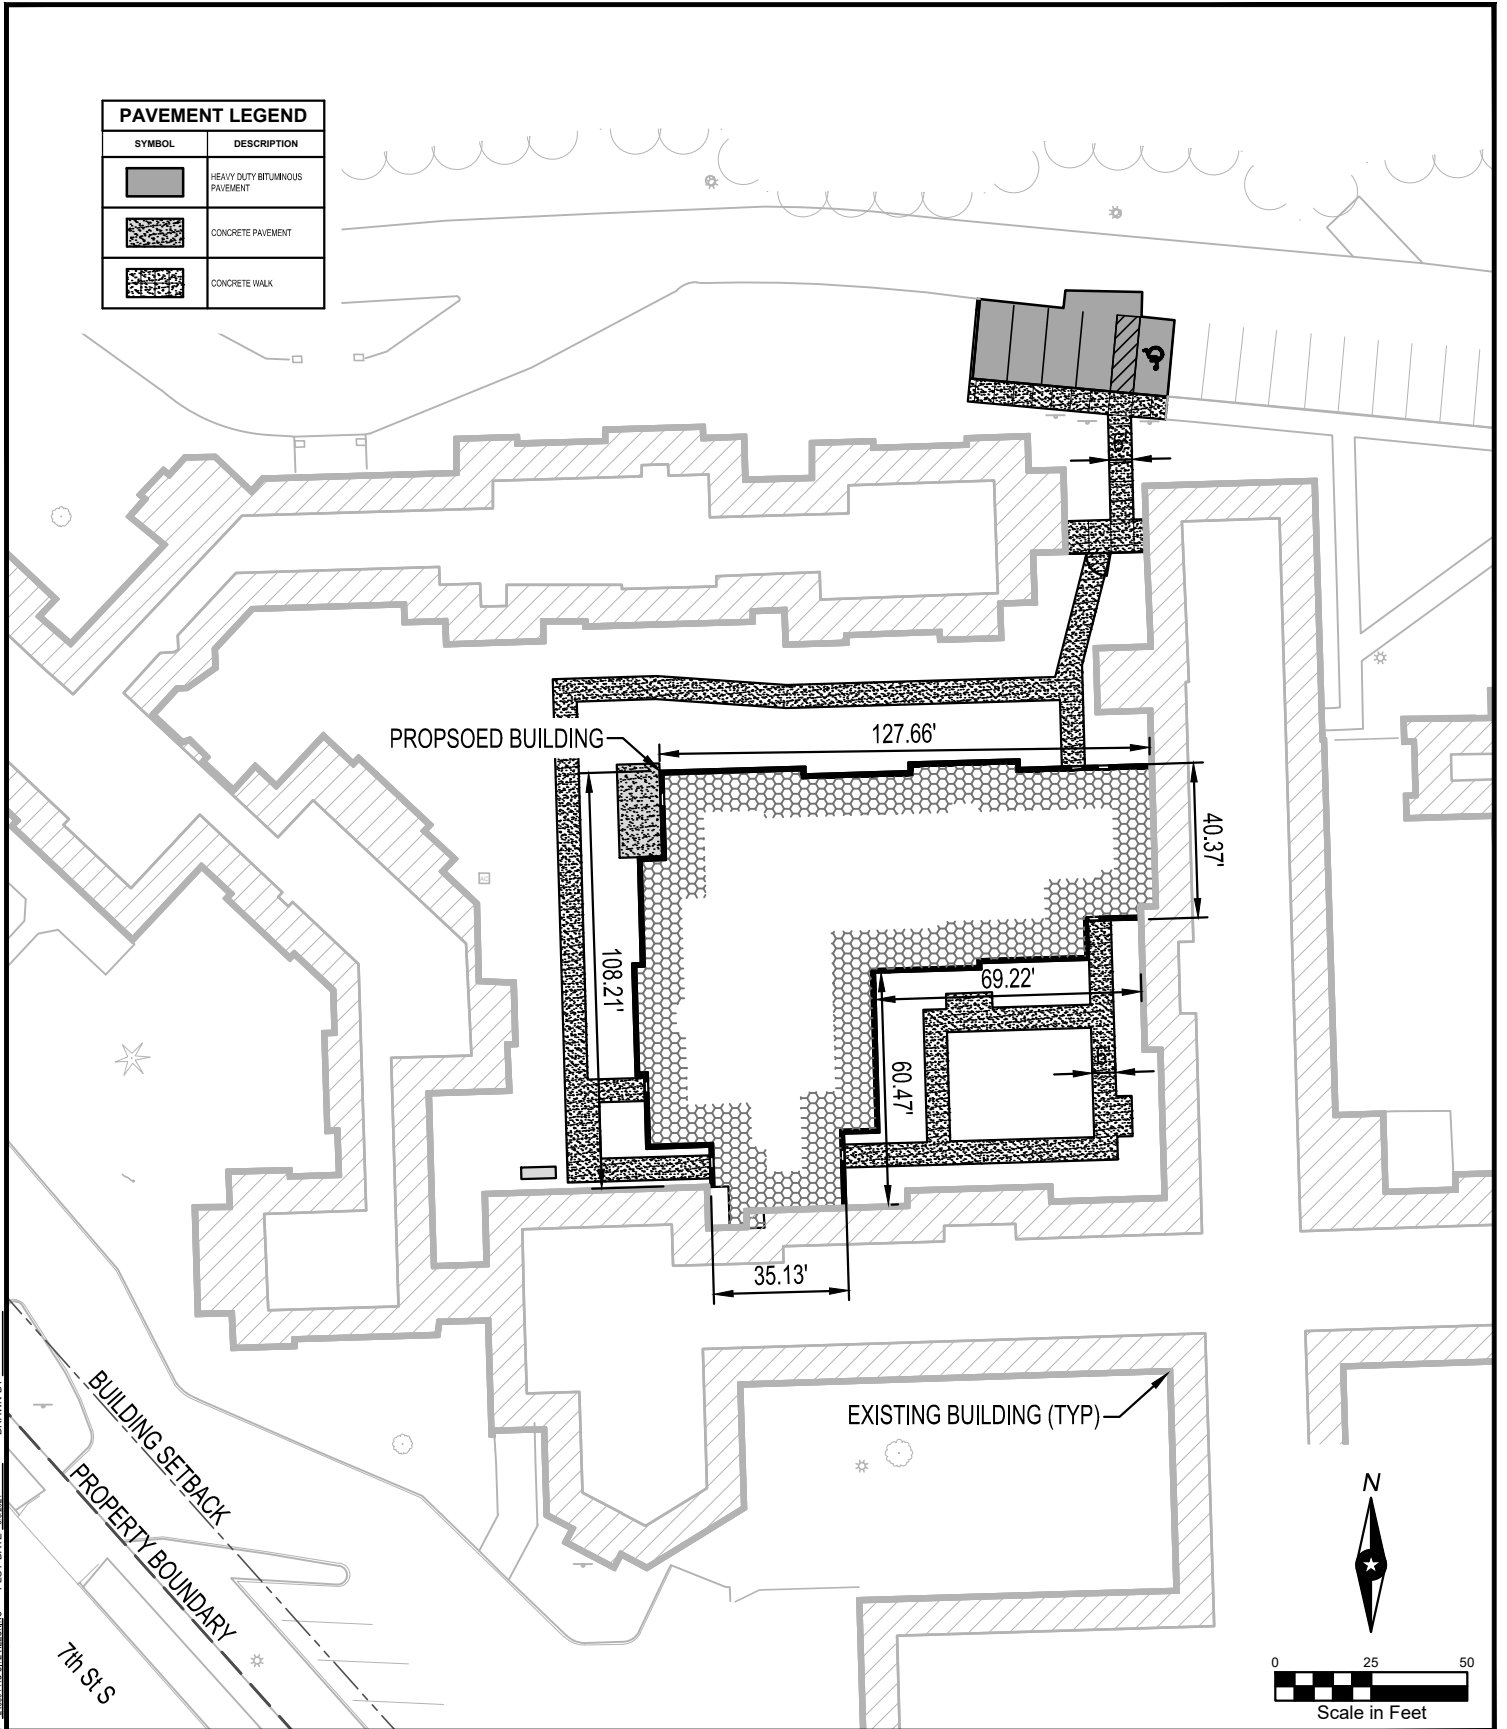 PAVEMENT LEGEND
SYMBOL DESCRIPTION
HEAVY DUTY BITUMINOUS
PAVEMENT
CONCRETE PAVEMENT
CONCRETE WALK
PROPSOED BUILDING
127.66'
40.37'
108.21'
69.22'
60.47'
6'
35.13'
EXISTING BUILDING (TYP)
BUILDING SETBACK
PROPERTY BOUNDARY
7th St S
N
0 25 50
Scale in Feet